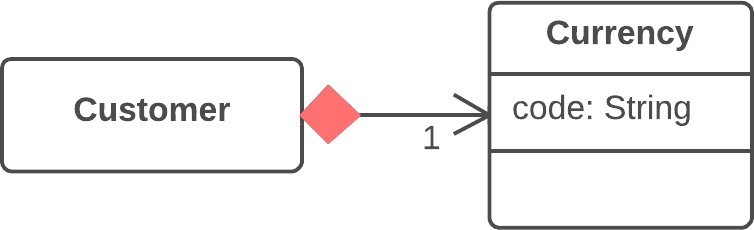 Customer
1
Currency
code: String